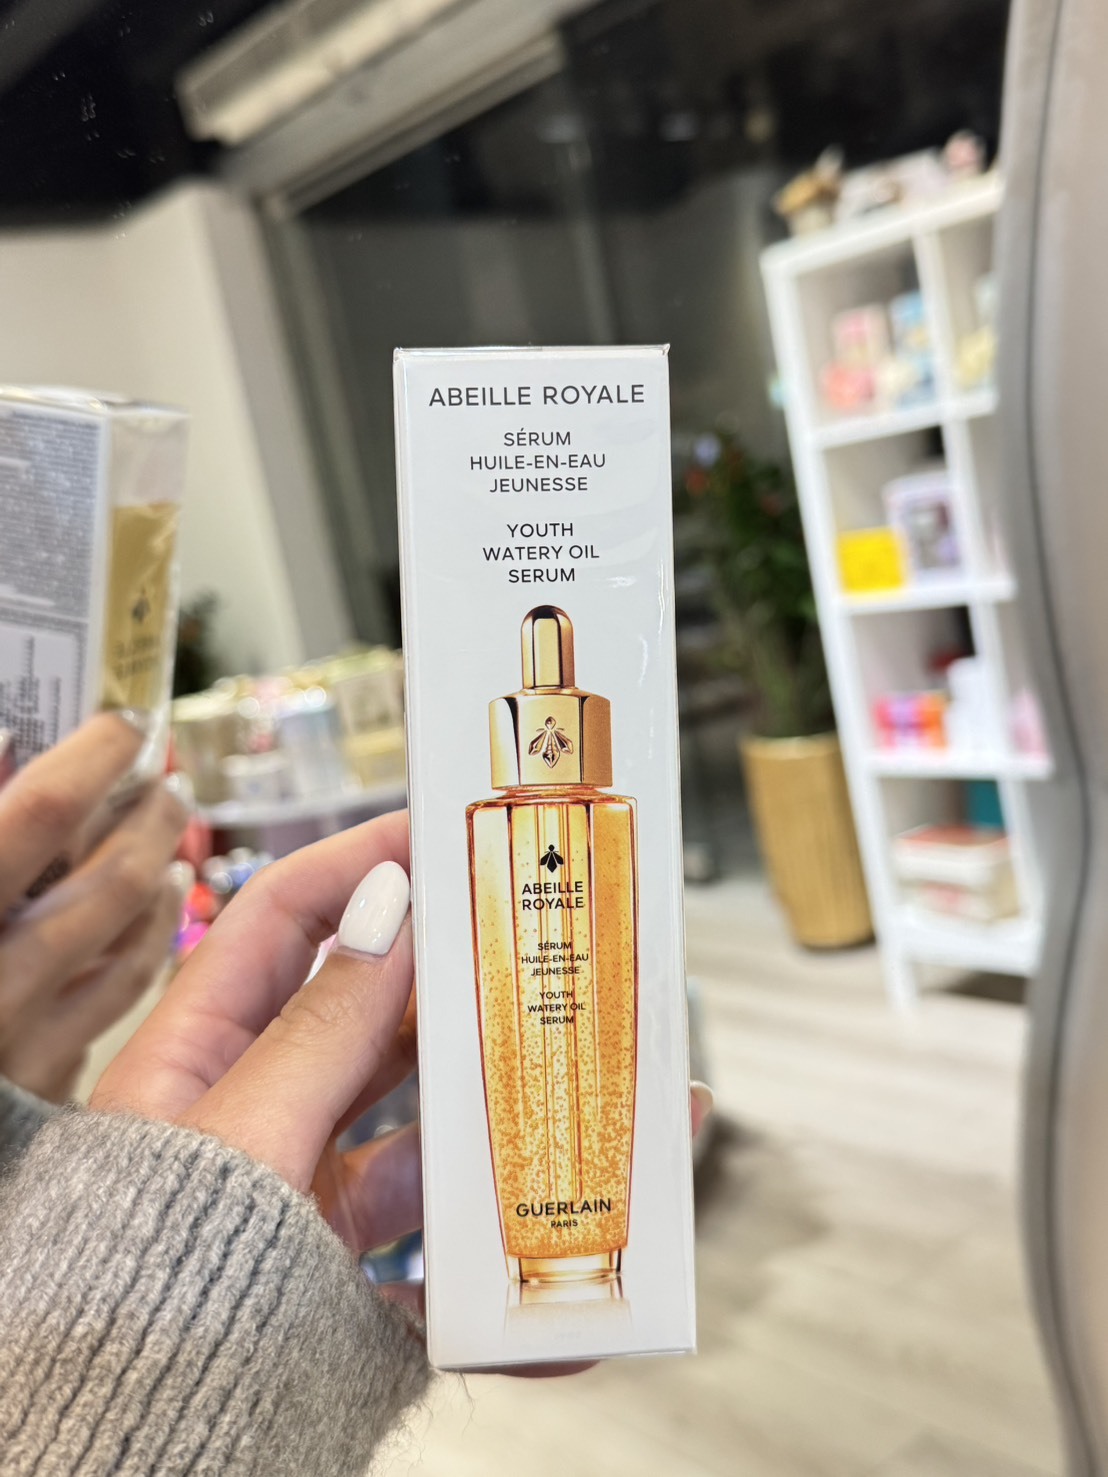 ABEILLE ROYALE
SÉRUM
HUILE-EN-EAU
JEUNESSE
YOUTH
WATERY OIL
SERUM
ABEILLE
ROYALE
SÉRUM
HUILE-EN-EAU
JEUNESSE
YOUTH
WATERY OIL
SERUM
GUERLAIN
PARIS